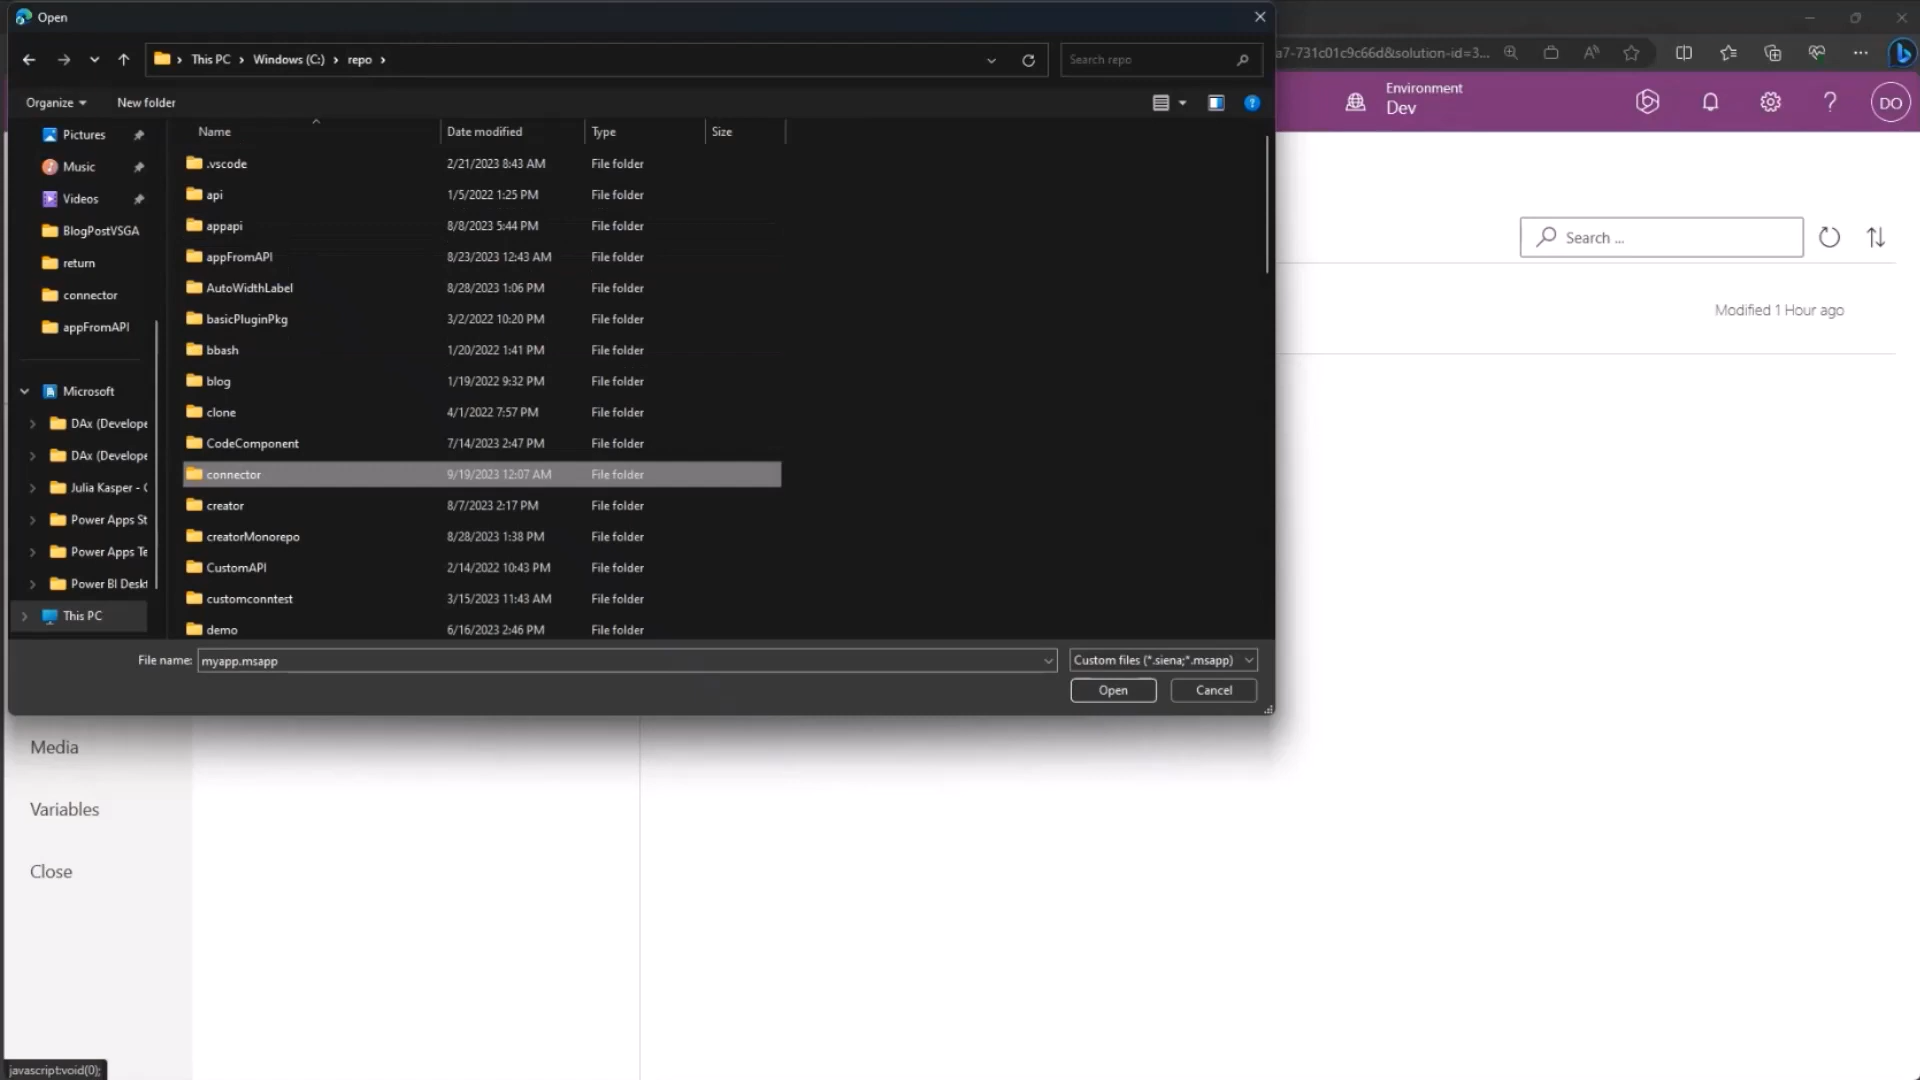 Open
This PC > Windows (C:) > repo >
Search repo
a7-731c01c9c66d&solution-id=3...
Organize
New folder
Environment
Dev
DO
Pictures
Music
Videos
BlogPostVSGA
return
connector
appFromAPI
Microsoft
DAx (Develope
DAx (Develope
Julia Kasper - C
Power Apps St
Power Apps Te
Power BI Deskt
This PC
Name Date modified Type Size
.vscode 2/21/2023 8:43 AM File folder
api 1/5/2022 1:25 PM File folder
appapi 8/8/2023 5:44 PM File folder
appFromAPI 8/23/2023 12:43 AM File folder
AutoWidthLabel 8/28/2023 1:06 PM File folder
basicPluginPkg 3/2/2022 10:20 PM File folder
bbash 1/20/2022 1:41 PM File folder
blog 1/19/2022 9:32 PM File folder
clone 4/1/2022 7:57 PM File folder
CodeComponent 7/14/2023 2:47 PM File folder
connector 9/19/2023 12:07 AM File folder
creator 8/7/2023 2:17 PM File folder
creatorMonorepo 8/28/2023 1:38 PM File folder
CustomAPI 2/14/2022 10:43 PM File folder
customconntest 3/15/2023 11:43 AM File folder
demo 6/16/2023 2:46 PM File folder
File name: myapp.msapp
Custom files (*.siena;*.msapp)
Open
Cancel
Search ...
Modified 1 Hour ago
Media
Variables
Close
javascript:void(0);